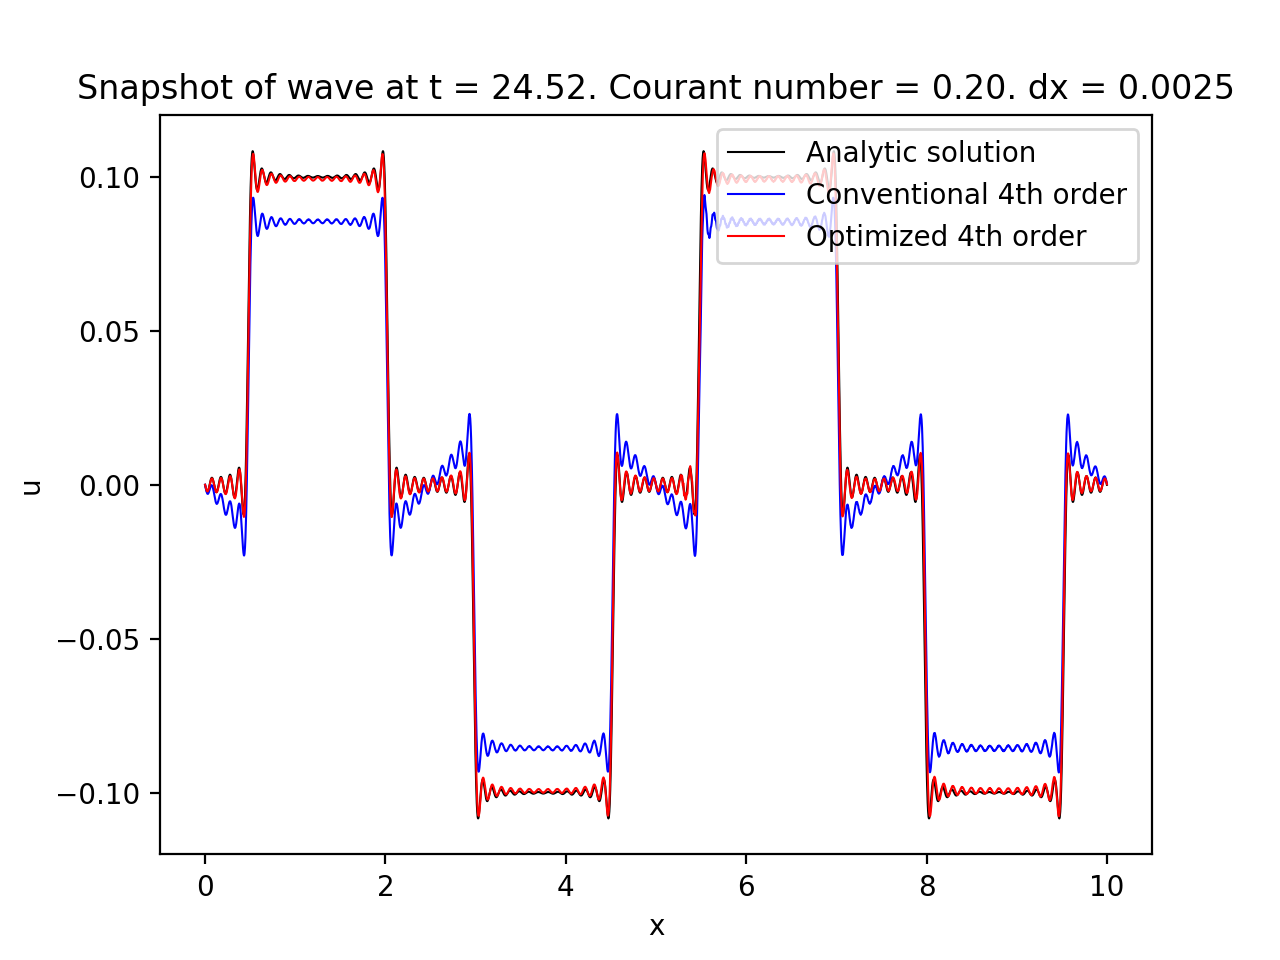 Snapshot of wave at t = 24.52. Courant number = 0.20. dx = 0.0025
Analytic solution
Conventional 4th order
Optimized 4th order
0.10
0.05
0.00
−0.05
−0.10
u
0 2 4 6 8 10
x